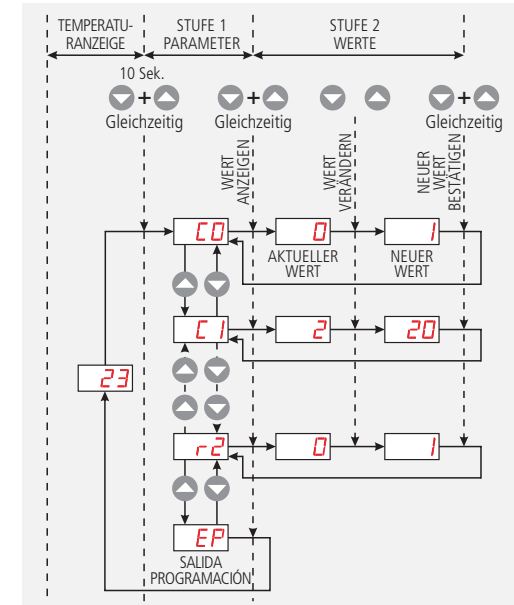 TEMPERATU-
RANZEIGE
STUFE 1
PARAMETER
STUFE 2
WERTE
10 Sek.
+
Gleichzeitig
+
Gleichzeitig
+
Gleichzeitig
WERT
ANZEIGEN
WERT
VERÄNDERN
NEUER
WERT
BESTÄTIGEN
C0
0
1
AKTUELLER
WERT
NEUER
WERT
C1
2
20
23
r2
0
1
EP
SALIDA
PROGRAMACIÓN